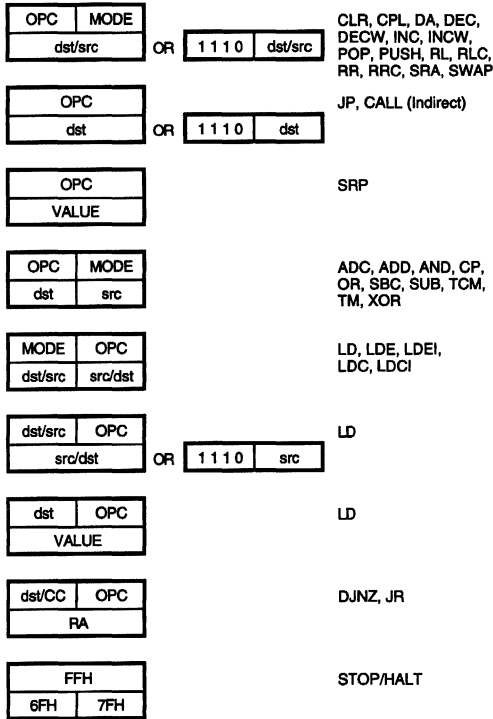 OPC MODE
dst/src OR 1110 dst/src
CLR, CPL, DA, DEC,
DECW, INC, INCW,
POP, PUSH, RL, RLC,
RR, RRC, SRA, SWAP
OPC
dst OR 1110 dst
JP, CALL (Indirect)
OPC
VALUE
SRP
OPC MODE
dst src
ADC, ADD, AND, CP,
OR, SBC, SUB, TCM,
TM, XOR
MODE OPC
dst/src src/dst
LD, LDE, LDEI,
LDC, LDCI
dst/src OPC
src/dst OR 1110 src
LD
dst OPC
VALUE
LD
dst/CC OPC
RA
DJNZ, JR
FFH
6FH 7FH
STOP/HALT